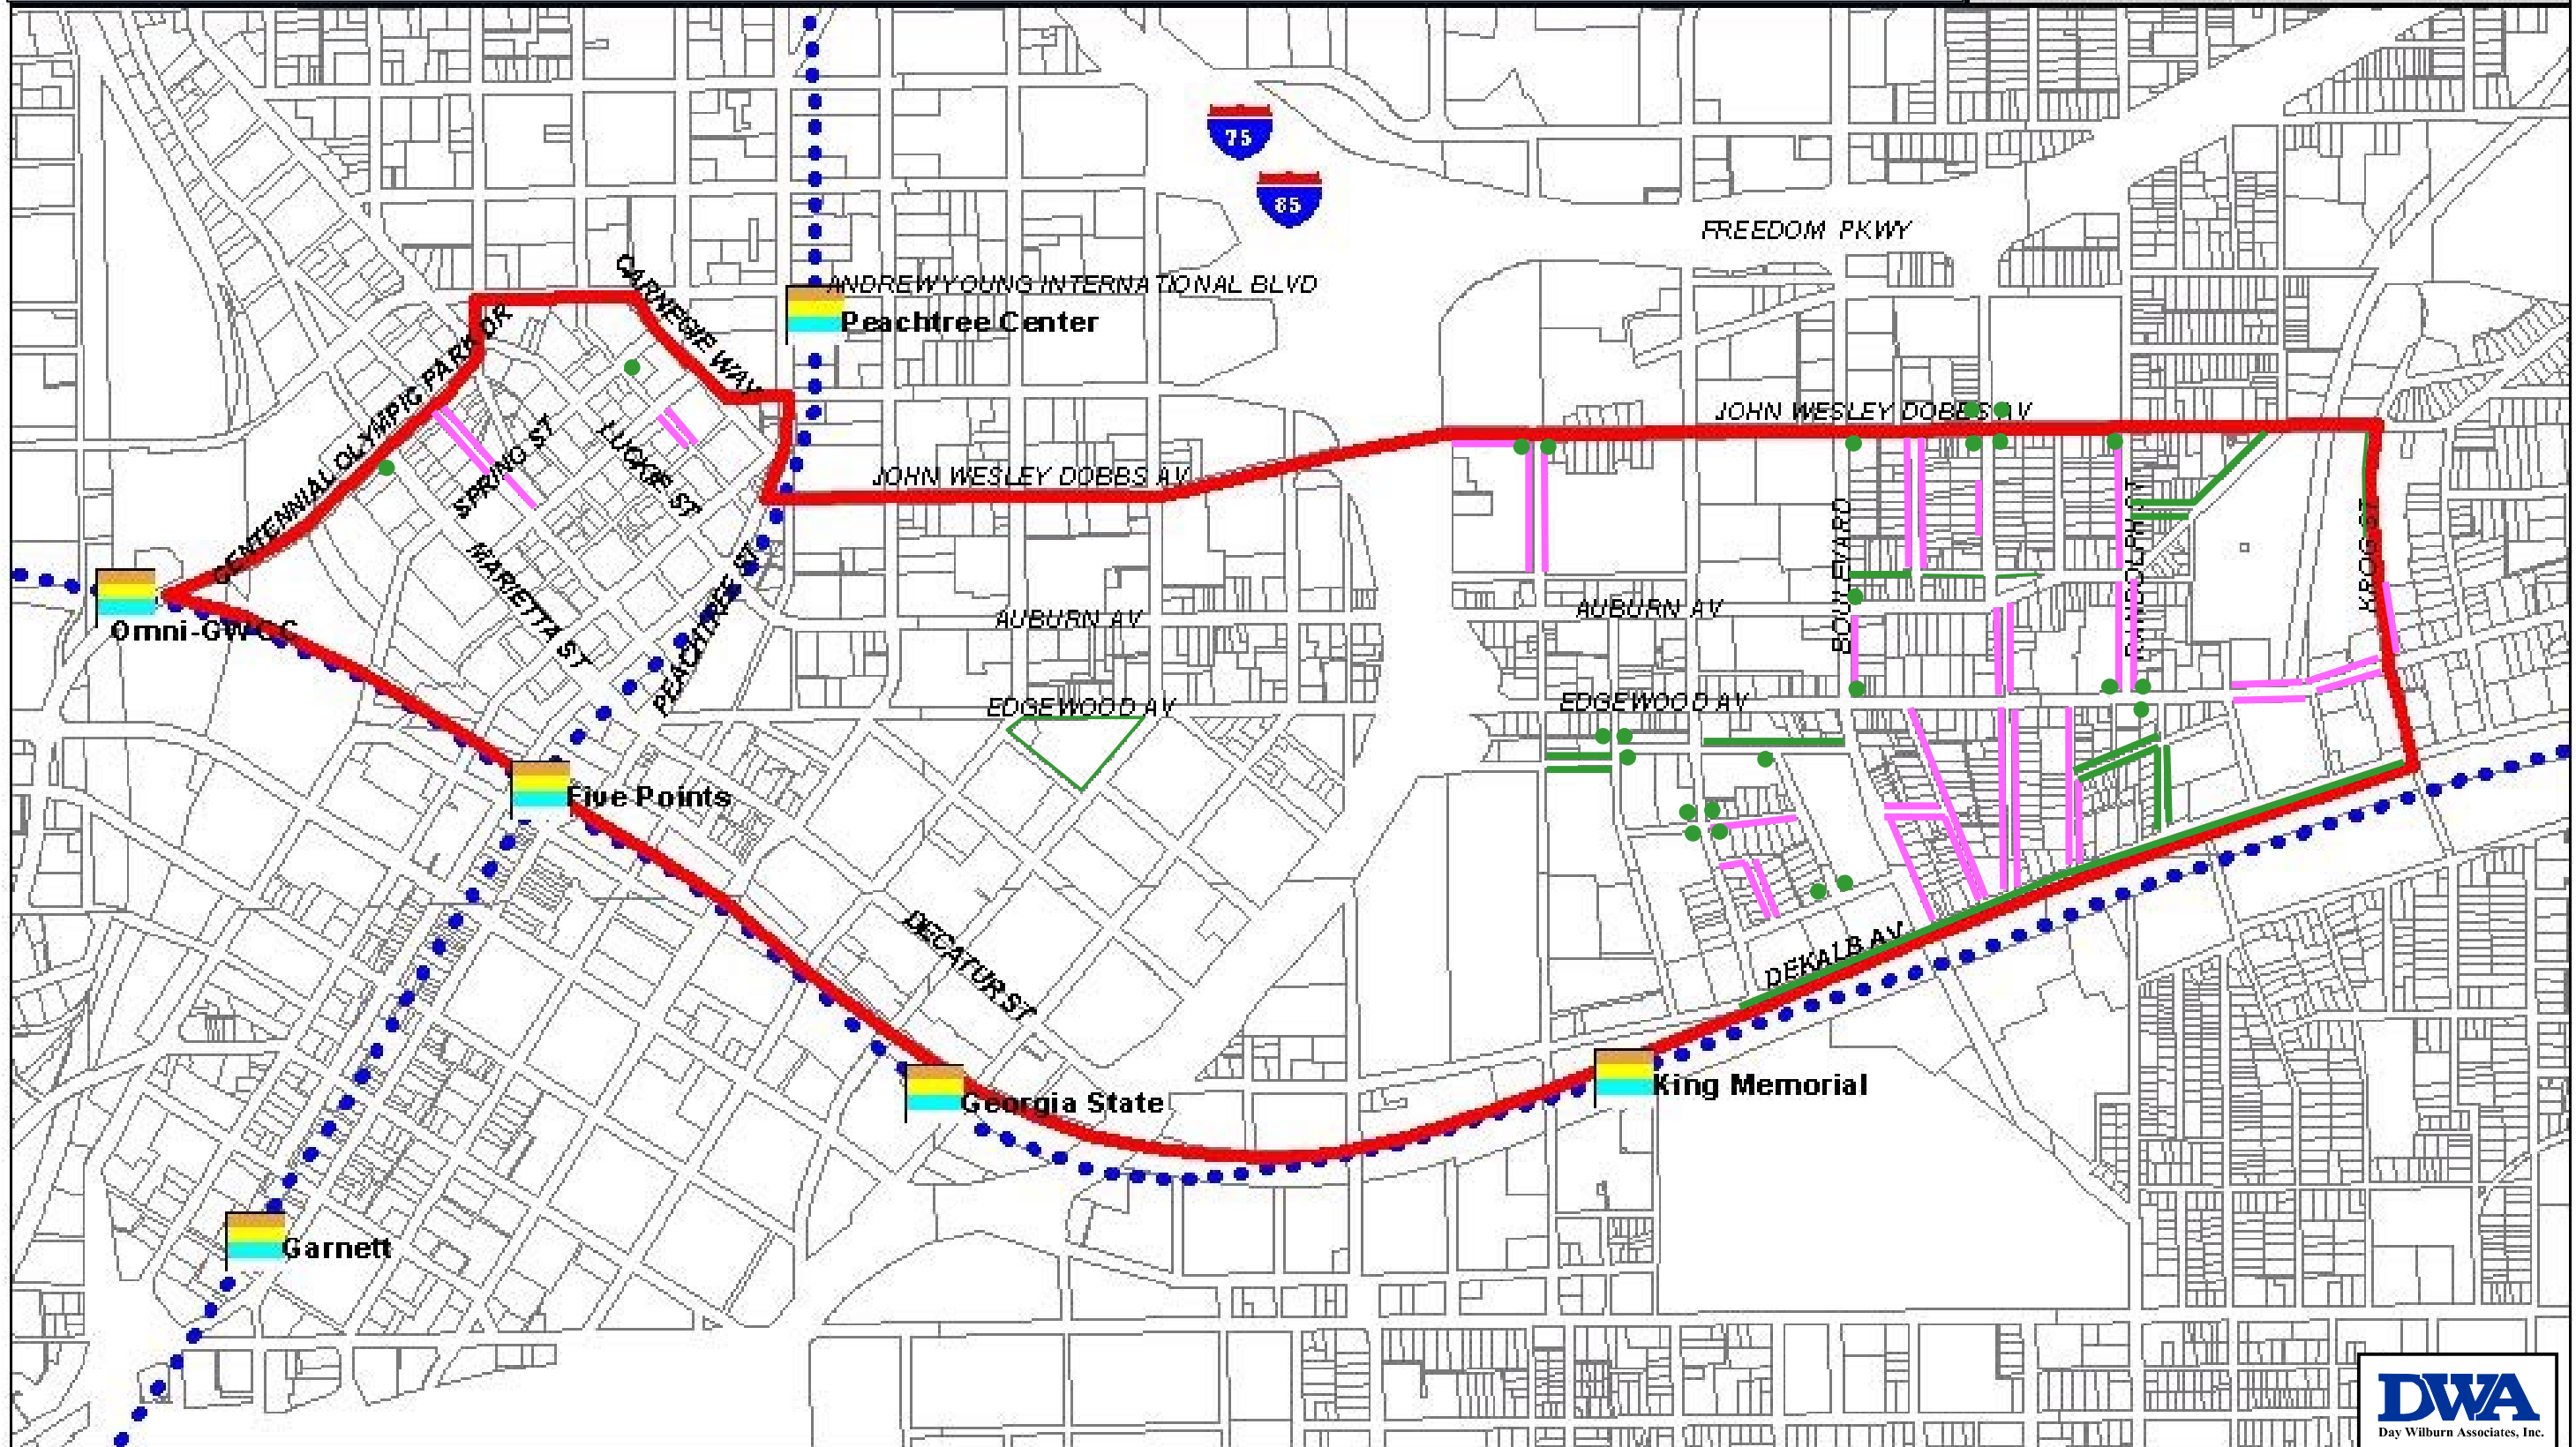 75
85
FREEDOM PKWY
CARNEGIE WAY
ANDREW YOUNG INTERNATIONAL BLVD
Peachtree Center
CENTENNIAL OLYMPIC PARK DR
JOHN WESLEY DOBBS AV
SPRING ST
LUCKIE ST
JOHN WESLEY DOBBS AV
BOULEVARD
RANDOLPH ST
KROG ST
MARIETTA ST
PEACHTREE ST
Omni-GWCC
AUBURN AV
AUBURN AV
EDGEWOOD AV
EDGEWOOD AV
Five Points
DECATUR ST
DEKALB AV
Georgia State
King Memorial
Garnett
DWA
Day Wilburn Associates, Inc.